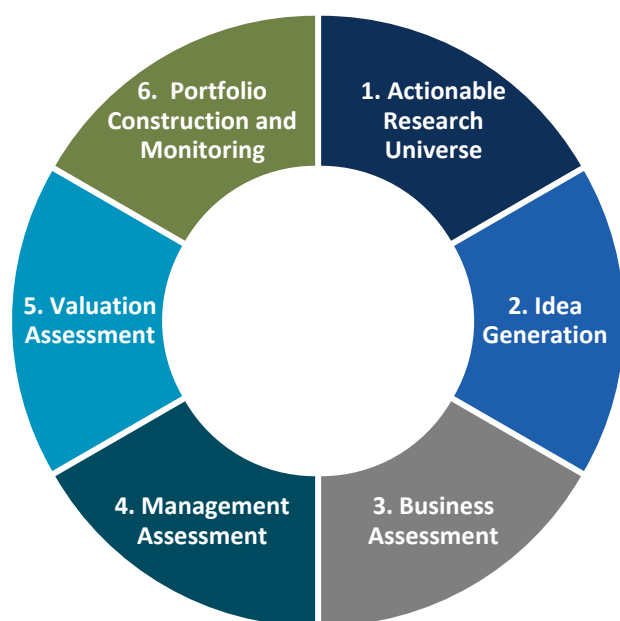 1. Actionable
Research
Universe
2. Idea
Generation
3. Business
Assessment
4. Management
Assessment
5. Valuation
Assessment
6.  Portfolio
Construction and
Monitoring